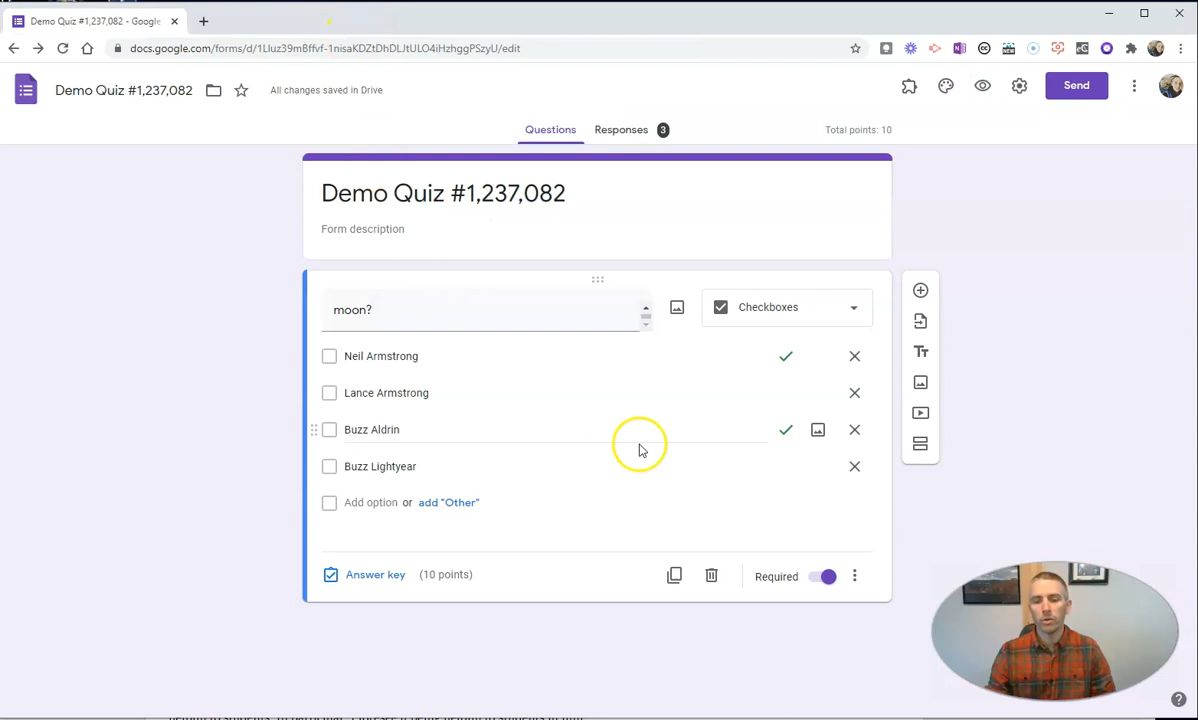 Demo Quiz #1,237,082 - Google
docs.google.com/forms/d/1Lluz39mBffvf-1nisaKDZtDhDLJtULO4iHzhggPSzyU/edit
Demo Quiz #1,237,082
All changes saved in Drive
Send
Questions
Responses 3
Total points: 10
Demo Quiz #1,237,082
Form description
moon?
Checkboxes
Neil Armstrong
Lance Armstrong
Buzz Aldrin
Buzz Lightyear
Add option or add "Other"
Answer key (10 points)
Required